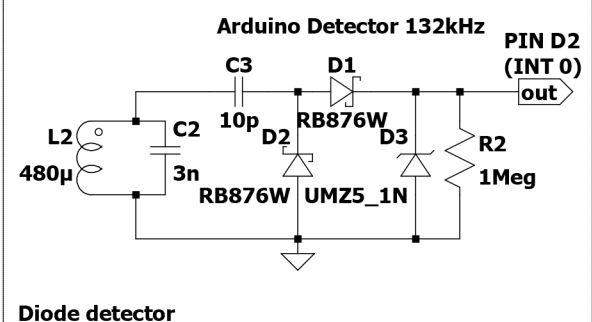 Arduino Detector 132kHz
PIN D2
(INT 0)
C3
D1
out
10p
RB876W
L2
C2
D2
D3
R2
480µ
3n
1Meg
RB876W
UMZ5_1N
Diode detector